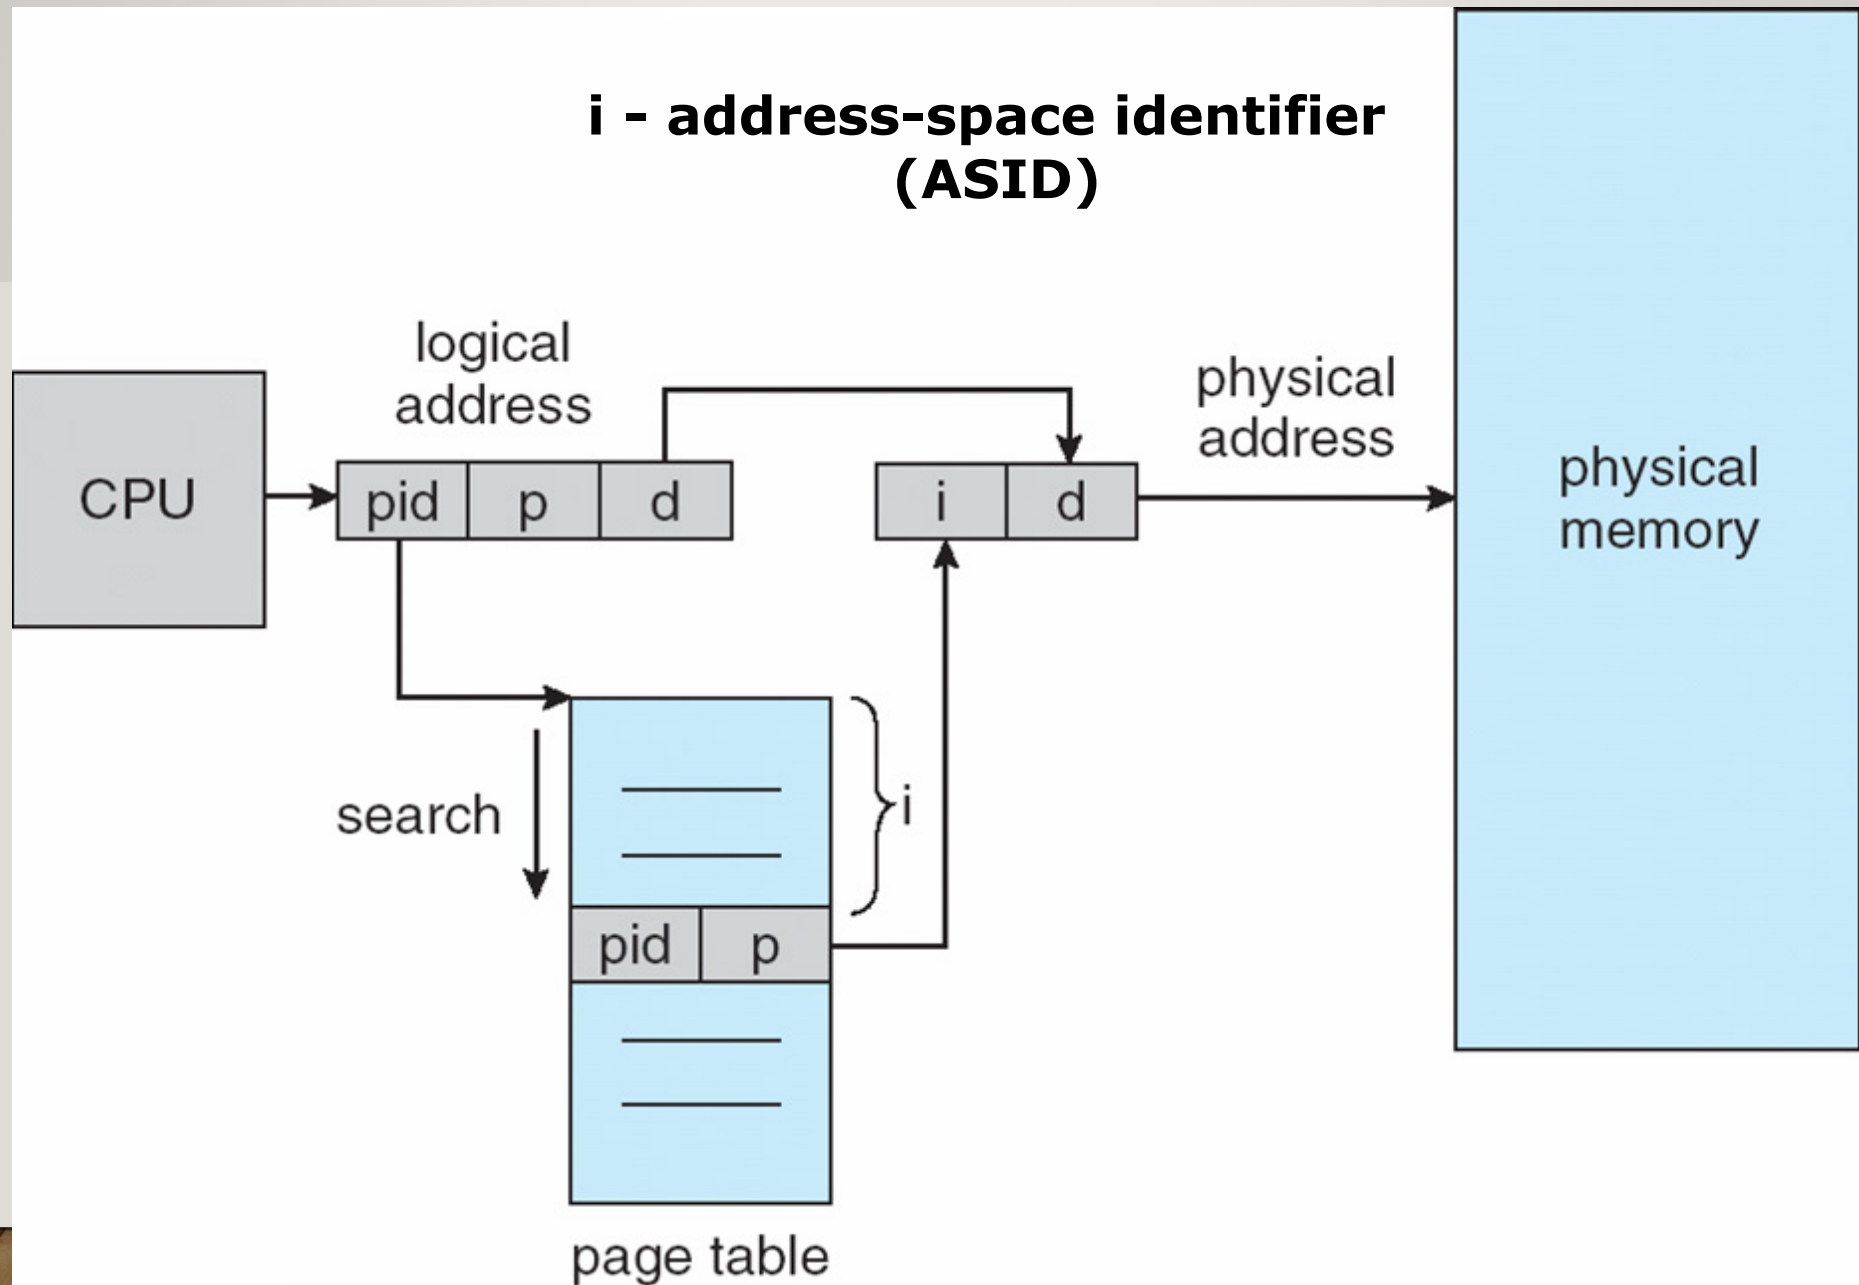 i - address-space identifier
(ASID)
logical
address
physical
address
CPU
pid p d
i d
physical
memory
search
i
pid p
page table